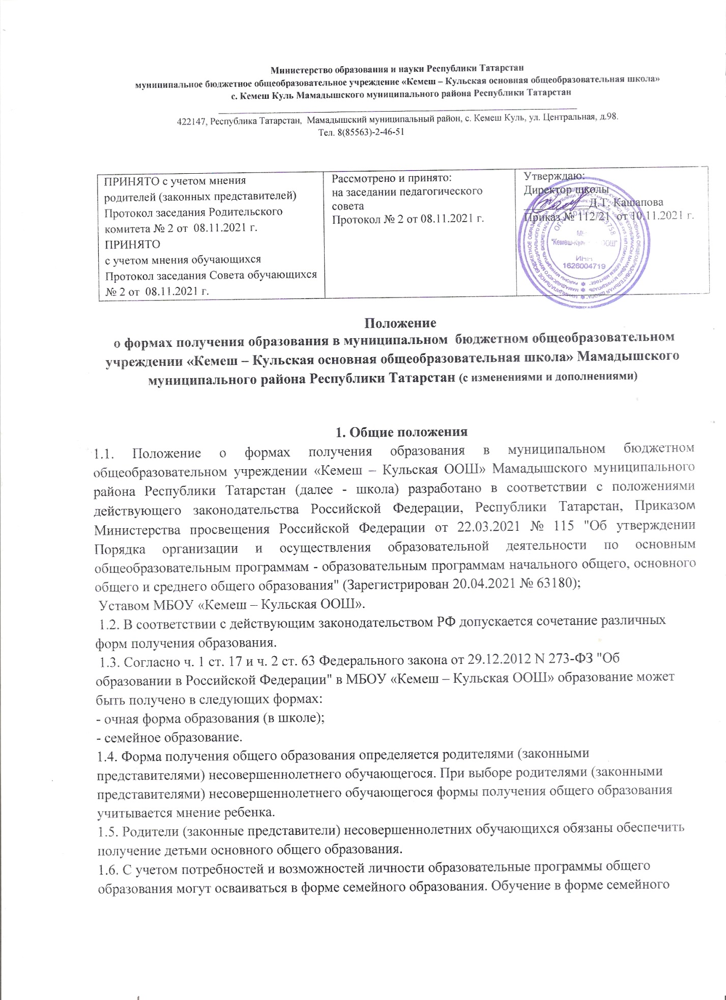 Министерство образования и науки Республики Татарстан
муниципальное бюджетное общеобразовательное учреждение «Кемеш – Кульская основная общеобразовательная школа»
с. Кемеш Куль Мамадышского муниципального района Республики Татарстан
422147, Республика Татарстан, Мамадышский муниципальный район, с. Кемеш Куль, ул. Центральная, д.98.
Тел. 8(85563)-2-46-51
ПРИНЯТО с учетом мнения
родителей (законных представителей)
Протокол заседания Родительского
комитета № 2 от 08.11.2021 г.
ПРИНЯТО
с учетом мнения обучающихся
Протокол заседания Совета обучающихся
№ 2 от 08.11.2021 г.
Рассмотрено и принято:
на заседании педагогического
совета
Протокол № 2 от 08.11.2021 г.
Утверждаю:
Директор школы
Д.Т. Кашапова
Приказ № 112/21 от 10.11.2021 г.
ИНН
1626004719
Положение
о формах получения образования в муниципальном бюджетном общеобразовательном
учреждении «Кемеш – Кульская основная общеобразовательная школа» Мамадышского
муниципального района Республики Татарстан (с изменениями и дополнениями)
1. Общие положения
1.1. Положение о формах получения образования в муниципальном бюджетном
общеобразовательном учреждении «Кемеш – Кульская ООШ» Мамадышского муниципального
района Республики Татарстан (далее - школа) разработано в соответствии с положениями
действующего законодательства Российской Федерации, Республики Татарстан, Приказом
Министерства просвещения Российской Федерации от 22.03.2021 № 115 "Об утверждении
Порядка организации и осуществления образовательной деятельности по основным
общеобразовательным программам - образовательным программам начального общего, основного
общего и среднего общего образования" (Зарегистрирован 20.04.2021 № 63180);
Уставом МБОУ «Кемеш – Кульская ООШ».
1.2. В соответствии с действующим законодательством РФ допускается сочетание различных
форм получения образования.
1.3. Согласно ч. 1 ст. 17 и ч. 2 ст. 63 Федерального закона от 29.12.2012 N 273-ФЗ "Об
образовании в Российской Федерации" в МБОУ «Кемеш – Кульская ООШ» образование может
быть получено в следующих формах:
- очная форма образования (в школе);
- семейное образование.
1.4. Форма получения общего образования определяется родителями (законными
представителями) несовершеннолетнего обучающегося. При выборе родителями (законными
представителями) несовершеннолетнего обучающегося формы получения общего образования
учитывается мнение ребенка.
1.5. Родители (законные представители) несовершеннолетних обучающихся обязаны обеспечить
получение детьми основного общего образования.
1.6. С учетом потребностей и возможностей личности образовательные программы общего
образования могут осваиваться в форме семейного образования. Обучение в форме семейного